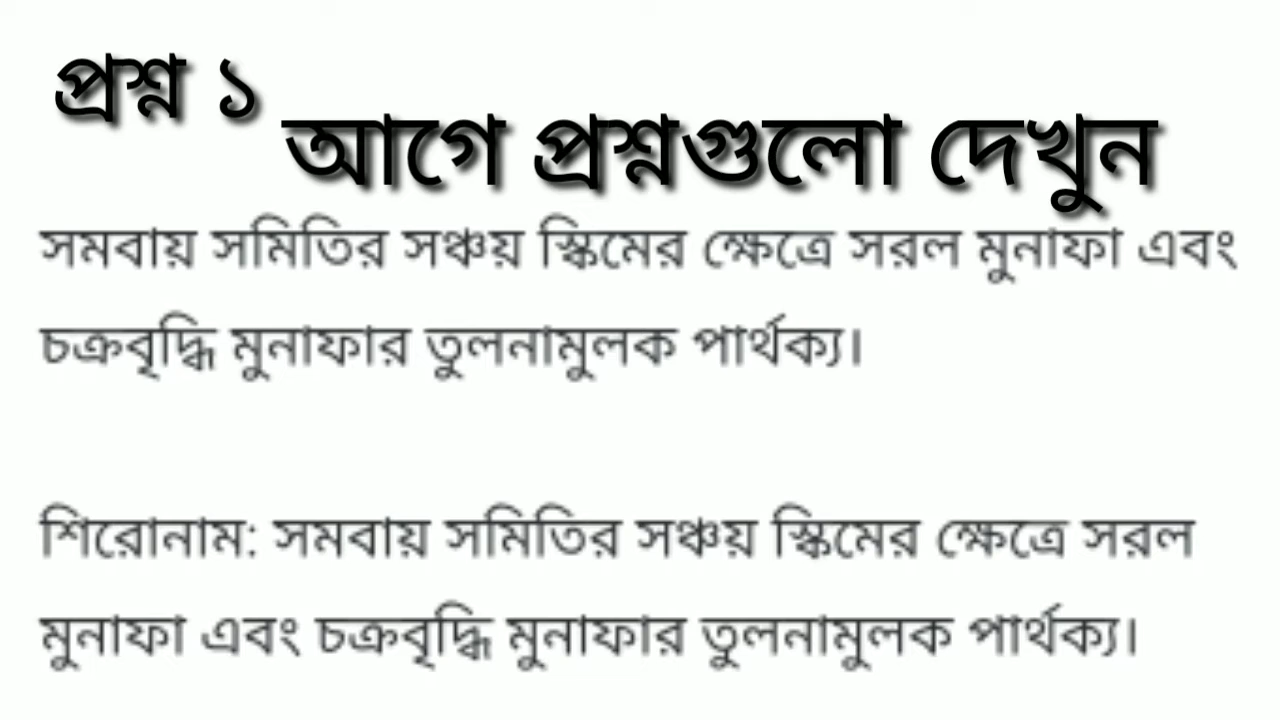 প্রশ্ন ১
আগে প্রশ্নগুলো দেখুন
সমবায় সমিতির সঞ্চয় স্কিমের ক্ষেত্রে সরল মুনাফা এবং
চক্রবৃদ্ধি মুনাফার তুলনামুলক পার্থক্য।
শিরোনাম: সমবায় সমিতির সঞ্চয় স্কিমের ক্ষেত্রে সরল
মুনাফা এবং চক্রবৃদ্ধি মুনাফার তুলনামুলক পার্থক্য।